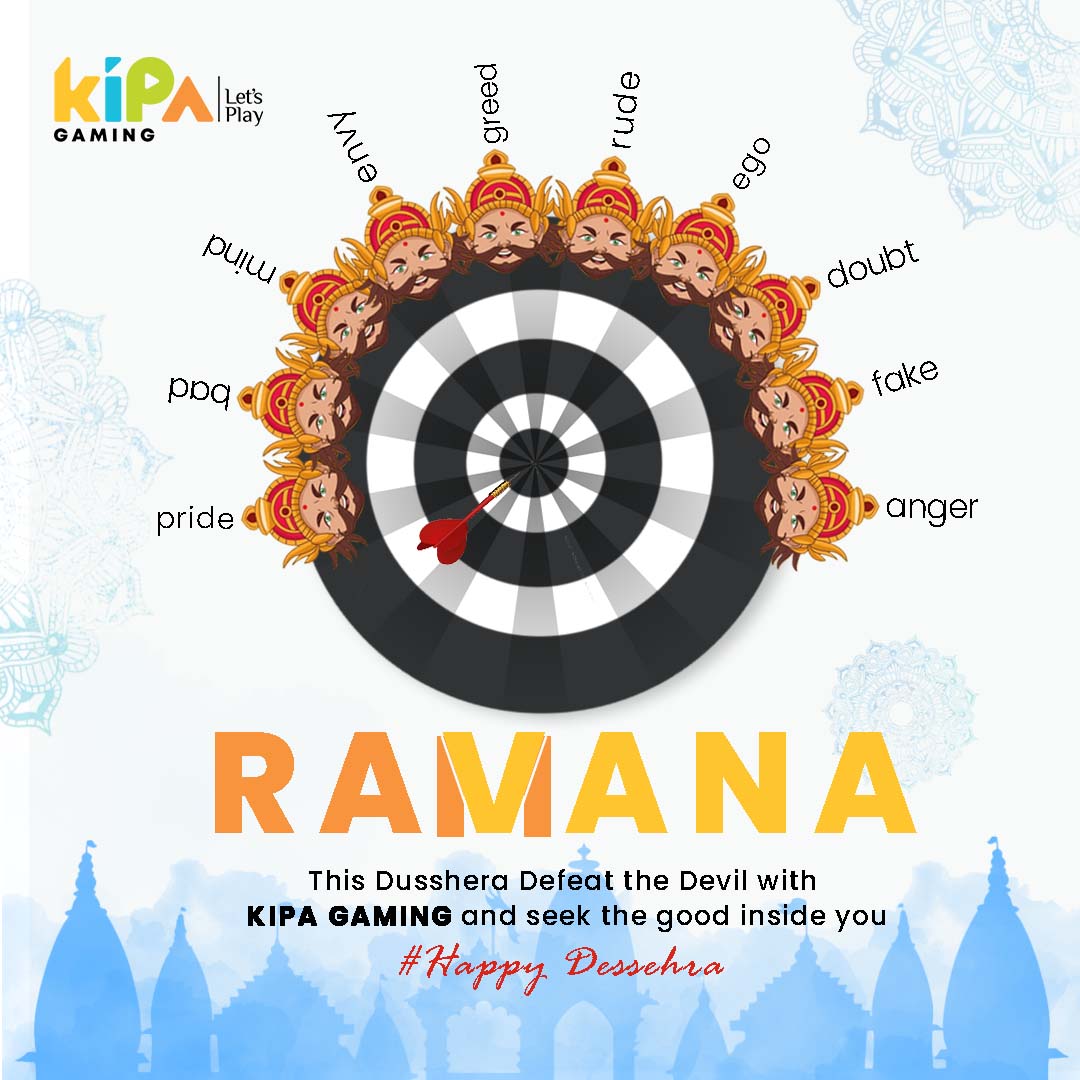 KIPA
GAMING
Let's
Play
pride
bad
mind
envy
greed
rude
ego
doubt
fake
anger
RAMANA
This Dusshera Defeat the Devil with
KIPA GAMING and seek the good inside you
#Happy Dessehra